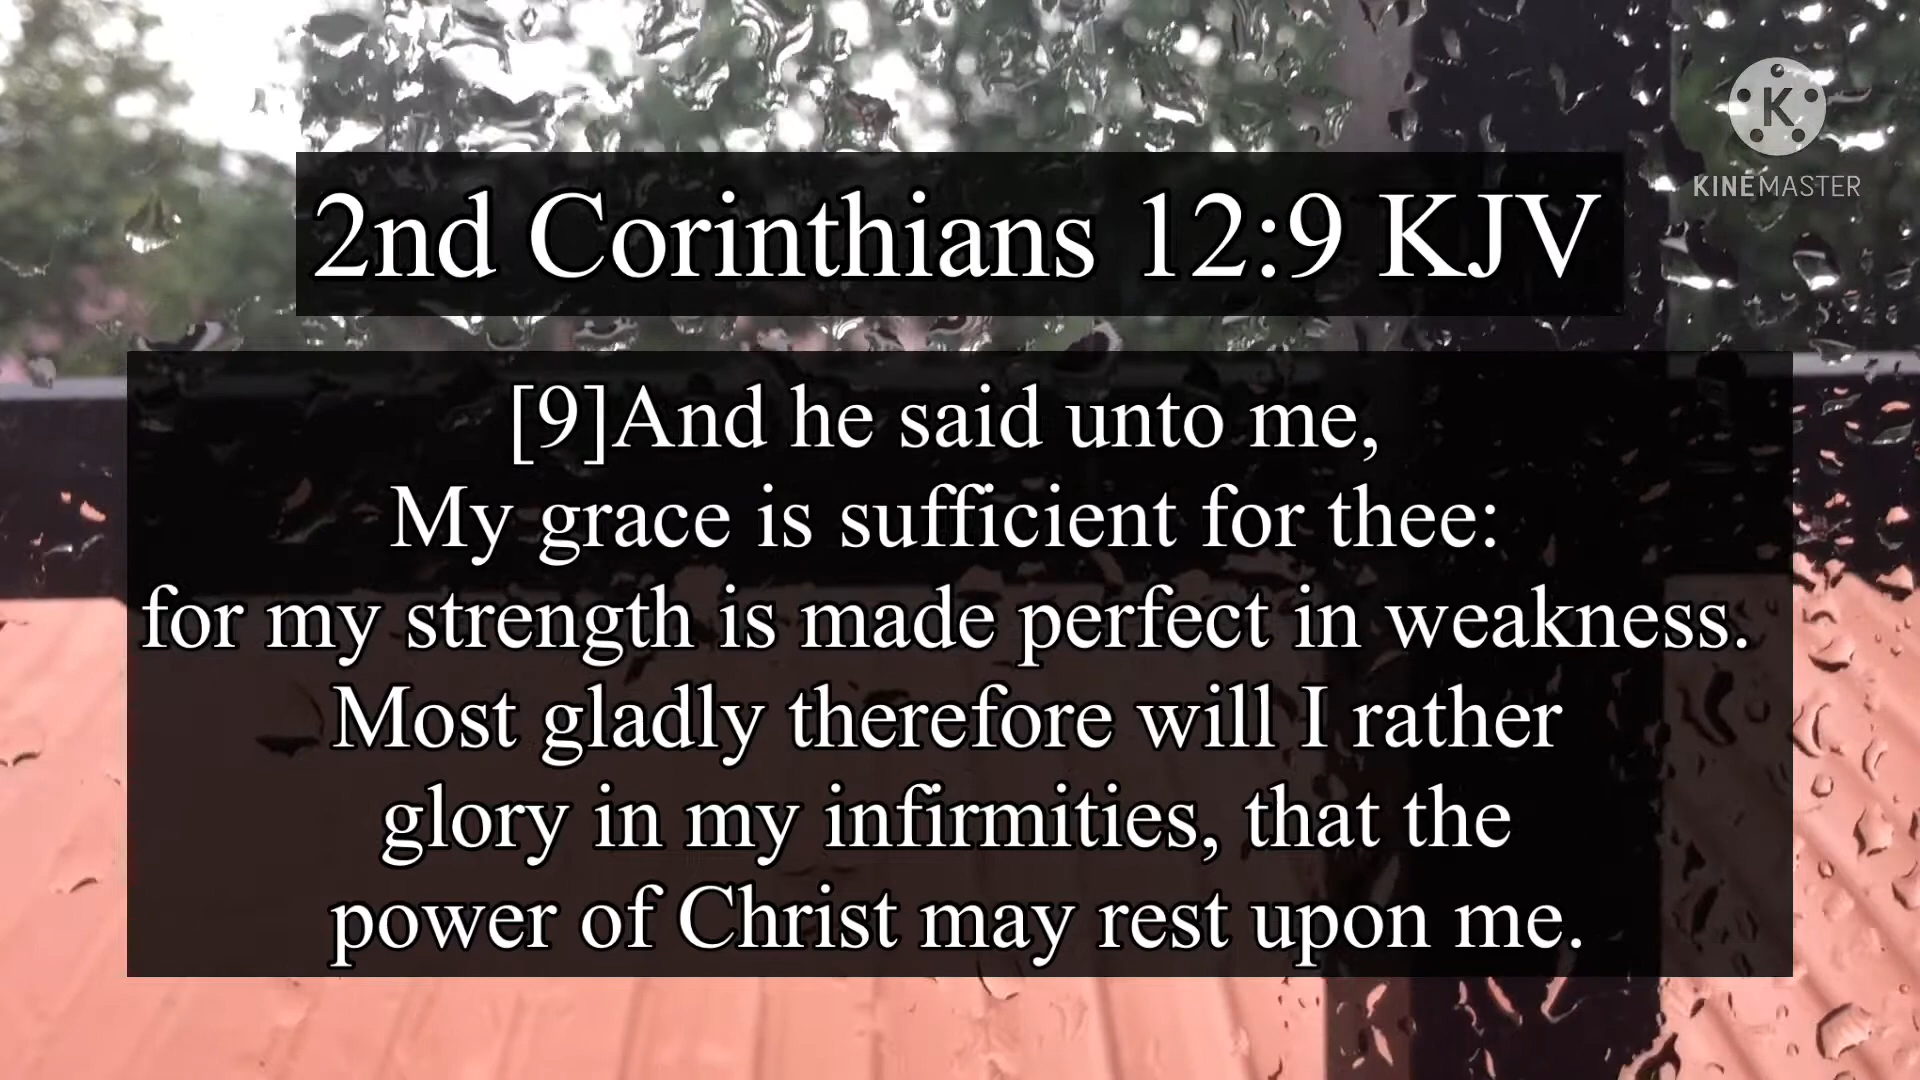 K
KINEMASTER
2nd Corinthians 12:9 KJV
[9]And he said unto me,
My grace is sufficient for thee:
for my strength is made perfect in weakness.
Most gladly therefore will I rather
glory in my infirmities, that the
power of Christ may rest upon me.